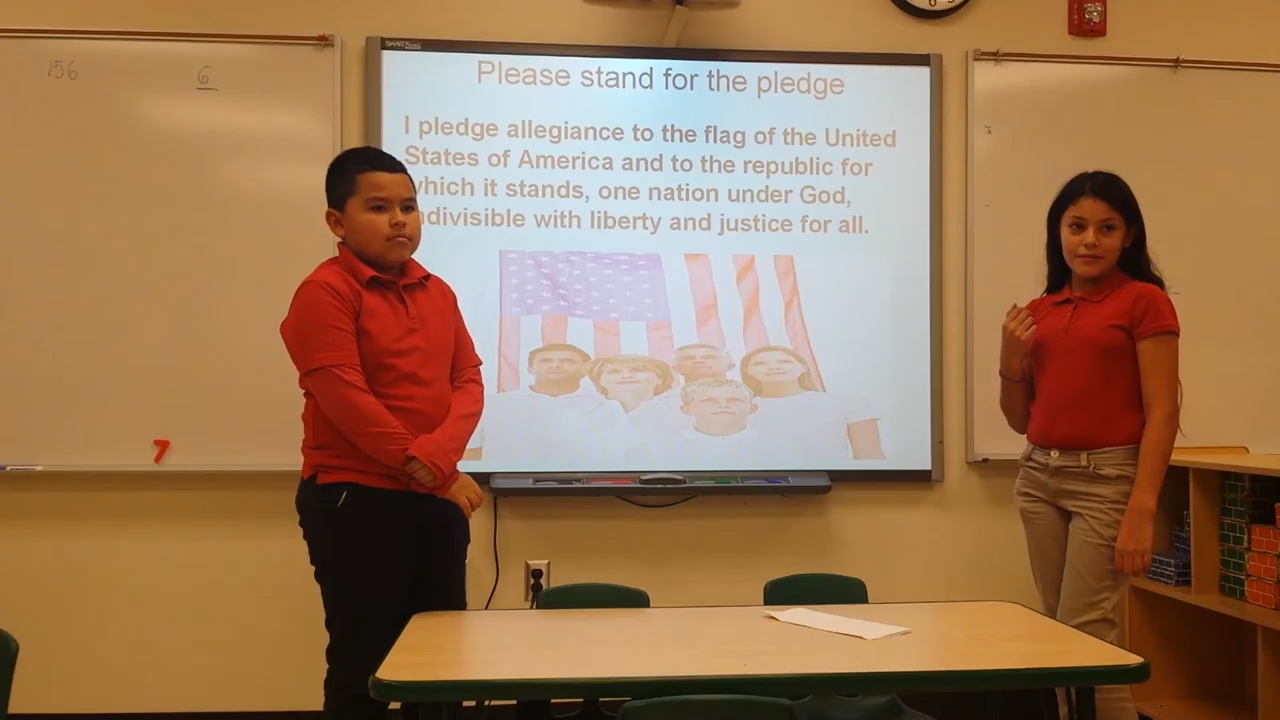 156
6
SMART
Please stand for the pledge
I pledge allegiance to the flag of the United
States of America and to the republic for
which it stands, one nation under God,
indivisible with liberty and justice for all.
7